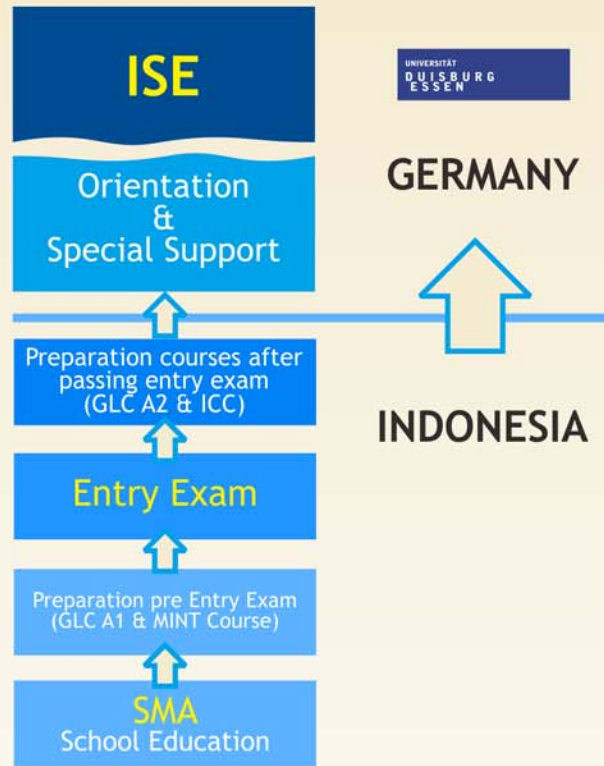 ISE
UNIVERSITÄT
DUISBURG
ESSEN
GERMANY
Orientation
&
Special Support
Preparation courses after
passing entry exam
(GLC A2 & ICC)
INDONESIA
Entry Exam
Preparation pre Entry Exam
(GLC A1 & MINT Course)
SMA
School Education